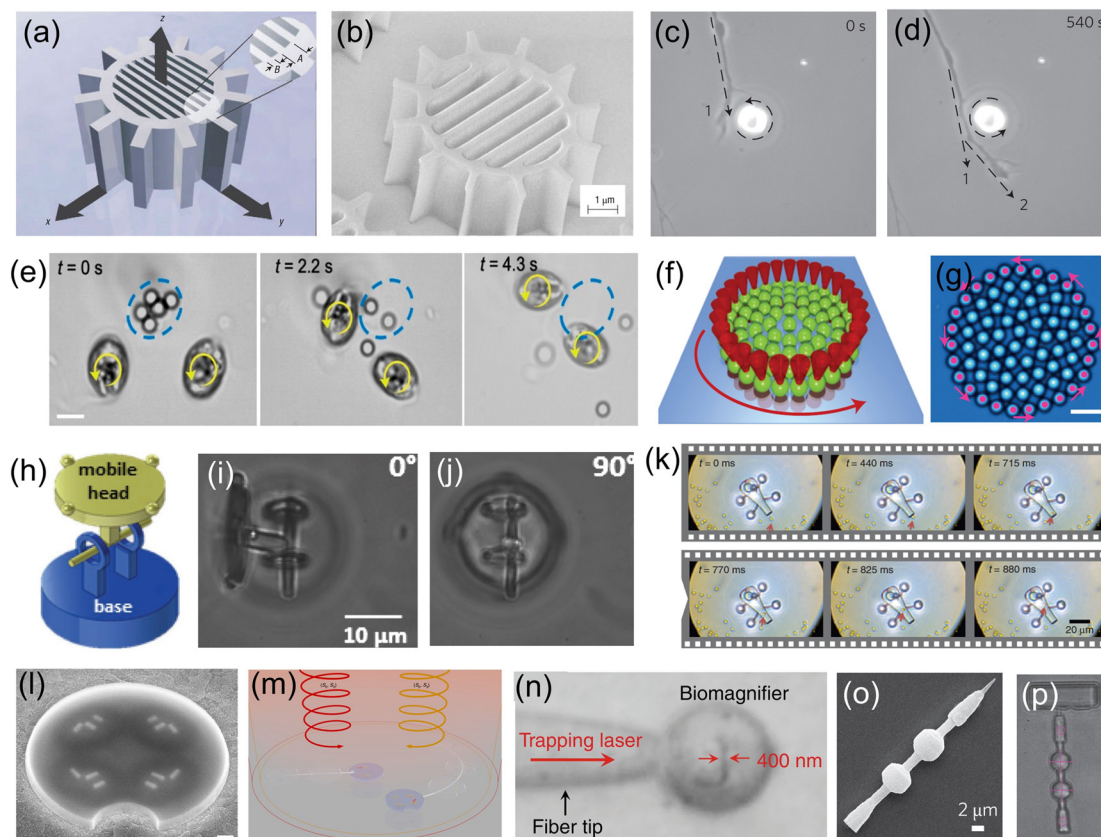 (a)
z
A
B
x
y
(b)
1 μm
(c)
0 s
1
(d)
540 s
1
2
(e)
t = 0 s
t = 2.2 s
t = 4.3 s
(f)
(g)
(h)
mobile
head
base
(i)
0°
10 μm
(j)
90°
(k)
t = 0 ms
t = 440 ms
t = 715 ms
t = 770 ms
t = 825 ms
t = 880 ms
20 μm
(l)
(m)
(n)
Biomagnifier
Trapping laser
400 nm
Fiber tip
(o)
2 μm
(p)